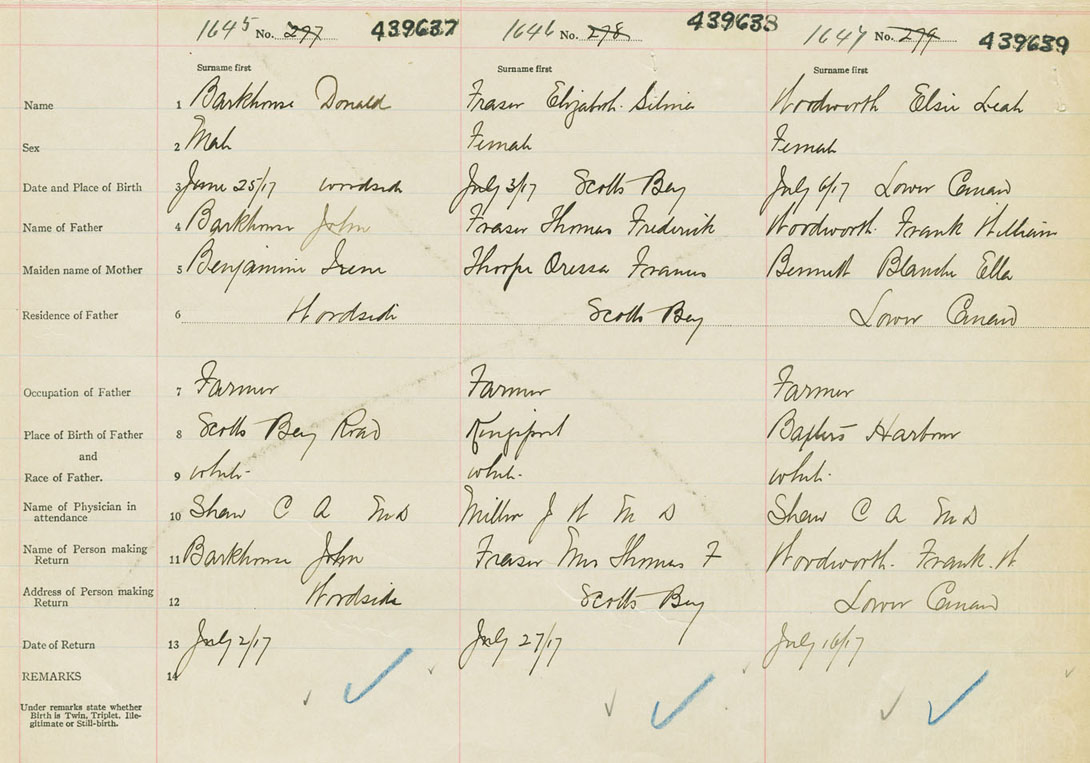 1645 No. 297 439637 1646 No. 278 439638 1647 No. 279 439639
Surname first Surname first Surname first
Name 1 Barkhouse Donald Fraser Elizabeth Silvia Woodworth Elsie Leah
Sex 2 Male Female Female
Date and Place of Birth 3 June 25/17 Woodside July 3/17 Scotts Bay July 6/17 Lower Canard
Name of Father 4 Barkhouse John Fraser Thomas Frederick Woodworth Frank William
Maiden name of Mother 5 Benjamin Irene Thorpe Oressa Frances Bennett Blanche Ella
Residence of Father 6 Woodside Scotts Bay Lower Canard
Occupation of Father 7 Farmer Farmer Farmer
Place of Birth of Father 8 Scotts Bay Road Kingsport Baxters Harbour
and
Race of Father. 9 white white white
Name of Physician in
attendance 10 Shaw C A M D Miller J W M D Shaw C A M D
Name of Person making
Return 11 Barkhouse John Fraser Mrs Thomas F Woodworth Frank W
Address of Person making
Return 12 Woodside Scotts Bay Lower Canard
Date of Return 13 July 2/17 July 27/17 July 16/17
REMARKS 14
Under remarks state whether
Birth is Twin, Triplet, Ille-
gitimate or Still-birth.